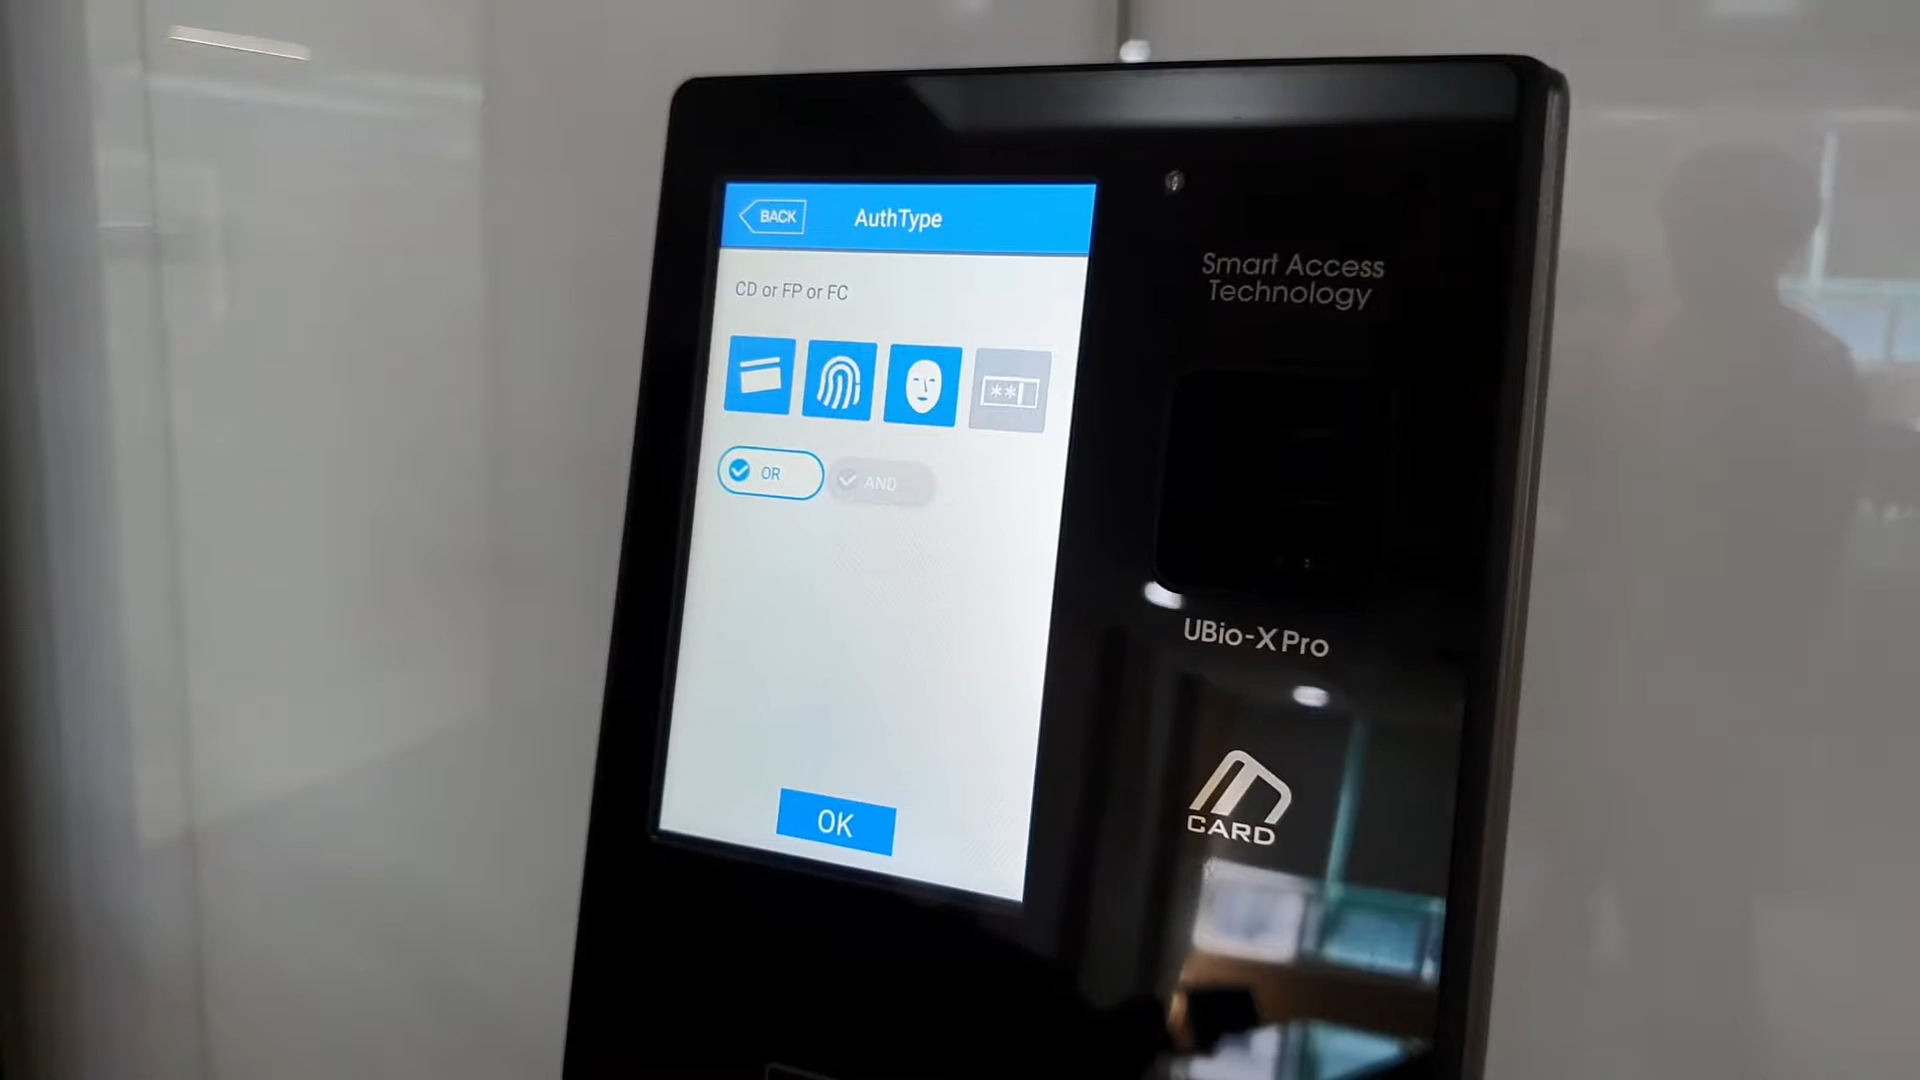 BACK
AuthType
CD or FP or FC
**
OR
AND
OK
Smart Access
Technology
UBio-X Pro
CARD